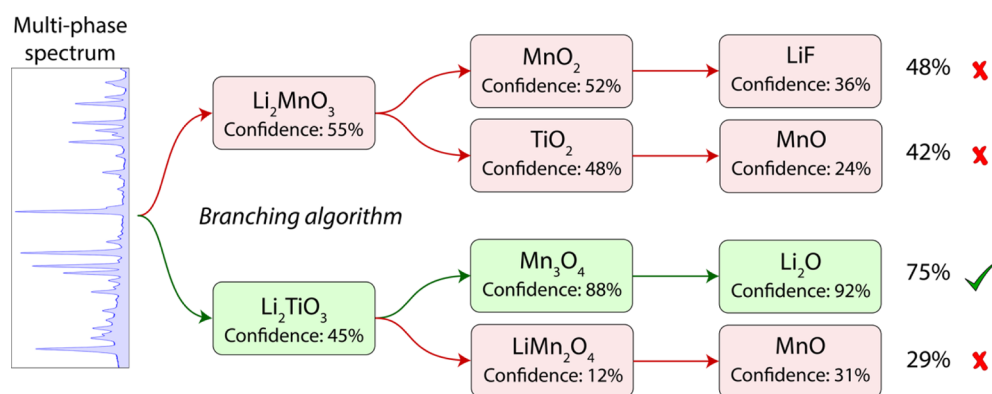 Multi-phase
spectrum
Li₂MnO₃
Confidence: 55%
MnO₂
Confidence: 52%
LiF
Confidence: 36%
48%
TiO₂
Confidence: 48%
MnO
Confidence: 24%
42%
Branching algorithm
Li₂TiO₃
Confidence: 45%
Mn₃O₄
Confidence: 88%
Li₂O
Confidence: 92%
75%
LiMn₂O₄
Confidence: 12%
MnO
Confidence: 31%
29%